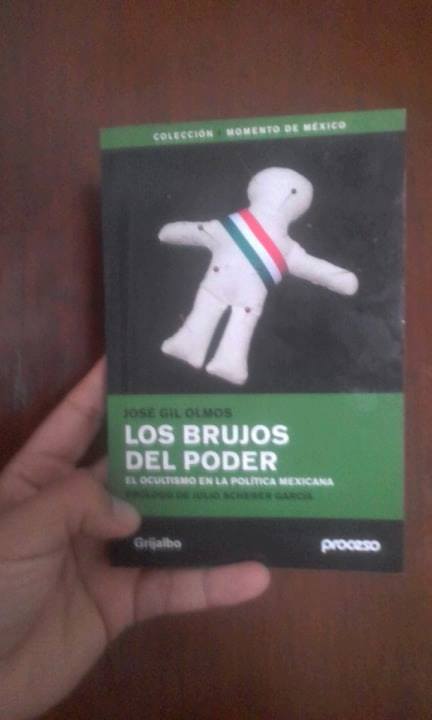 COLECCIÓN MOMENTO DE MÉXICO
JOSÉ GIL OLMOS
LOS BRUJOS
DEL PODER
EL OCULTISMO EN LA POLÍTICA MEXICANA
PRÓLOGO DE JULIO SCHERER GARCÍA
Grijalbo
proceso